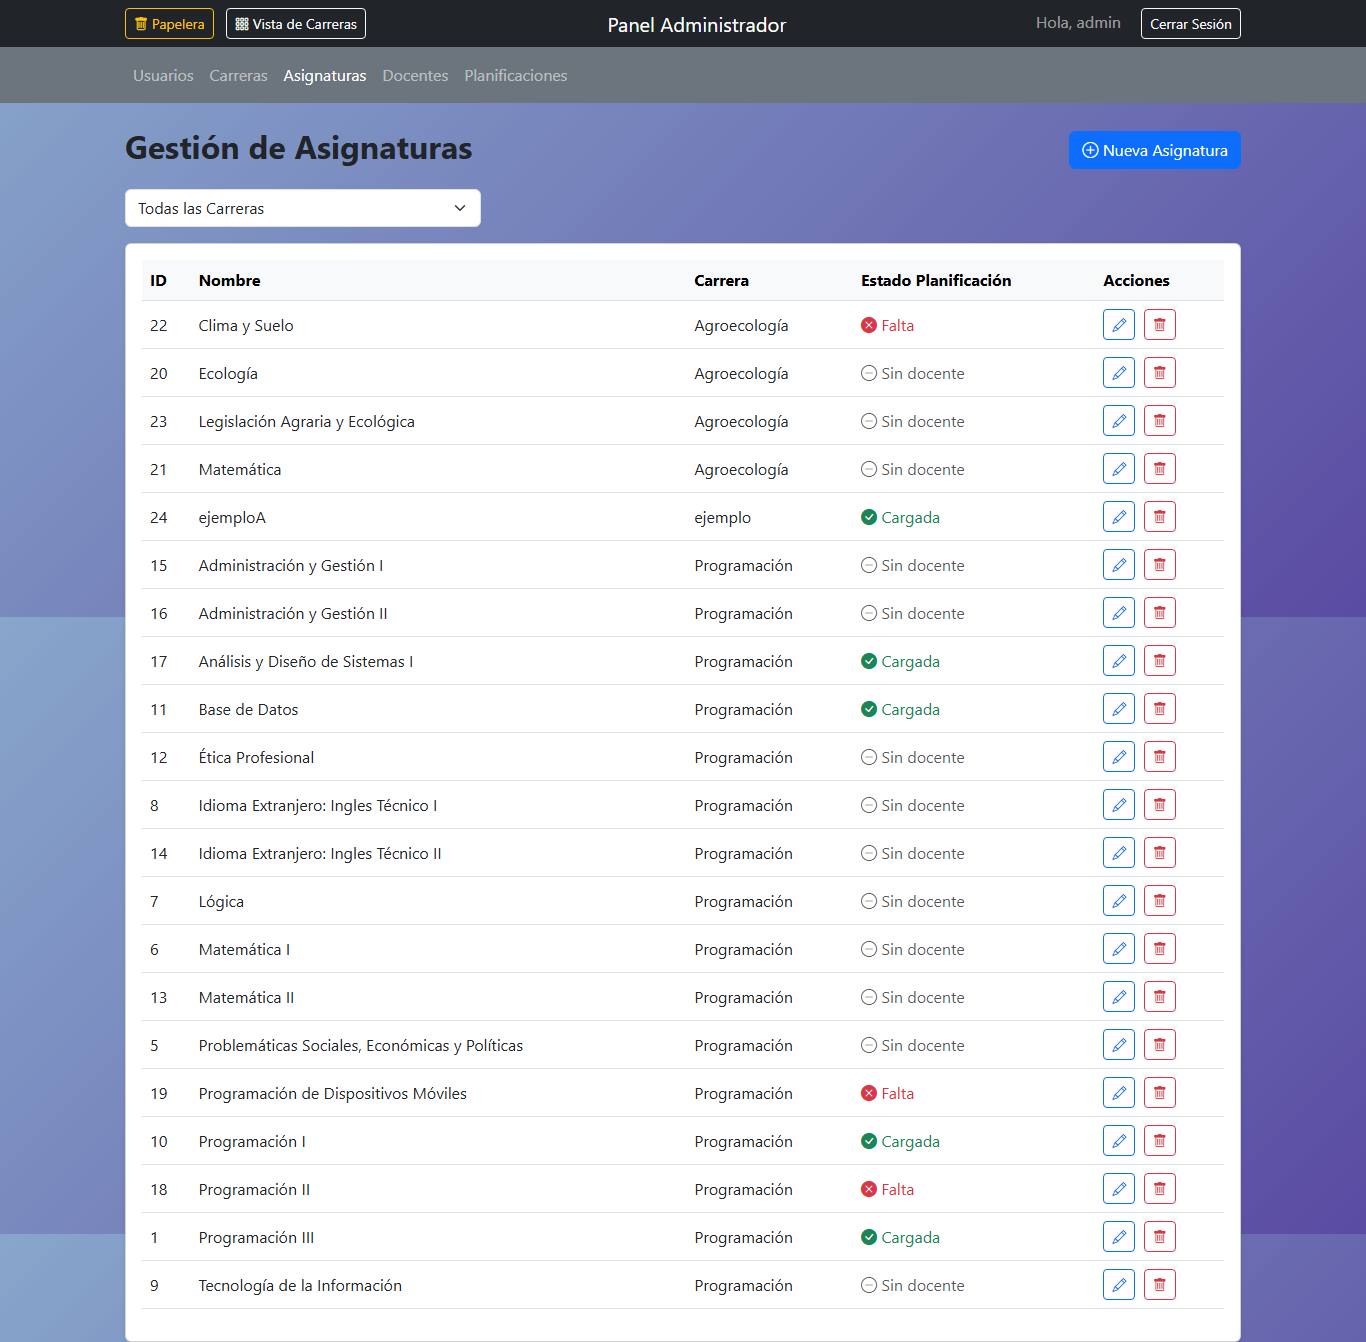 Papelera Vista de Carreras Panel Administrador Hola, admin Cerrar Sesión
Usuarios Carreras Asignaturas Docentes Planificaciones
Gestión de Asignaturas Nueva Asignatura
Todas las Carreras
ID Nombre Carrera Estado Planificación Acciones
22 Clima y Suelo Agroecología Falta
20 Ecología Agroecología Sin docente
23 Legislación Agraria y Ecológica Agroecología Sin docente
21 Matemática Agroecología Sin docente
24 ejemploA ejemplo Cargada
15 Administración y Gestión I Programación Sin docente
16 Administración y Gestión II Programación Sin docente
17 Análisis y Diseño de Sistemas I Programación Cargada
11 Base de Datos Programación Cargada
12 Ética Profesional Programación Sin docente
8 Idioma Extranjero: Ingles Técnico I Programación Sin docente
14 Idioma Extranjero: Ingles Técnico II Programación Sin docente
7 Lógica Programación Sin docente
6 Matemática I Programación Sin docente
13 Matemática II Programación Sin docente
5 Problemáticas Sociales, Económicas y Políticas Programación Sin docente
19 Programación de Dispositivos Móviles Programación Falta
10 Programación I Programación Cargada
18 Programación II Programación Falta
1 Programación III Programación Cargada
9 Tecnología de la Información Programación Sin docente